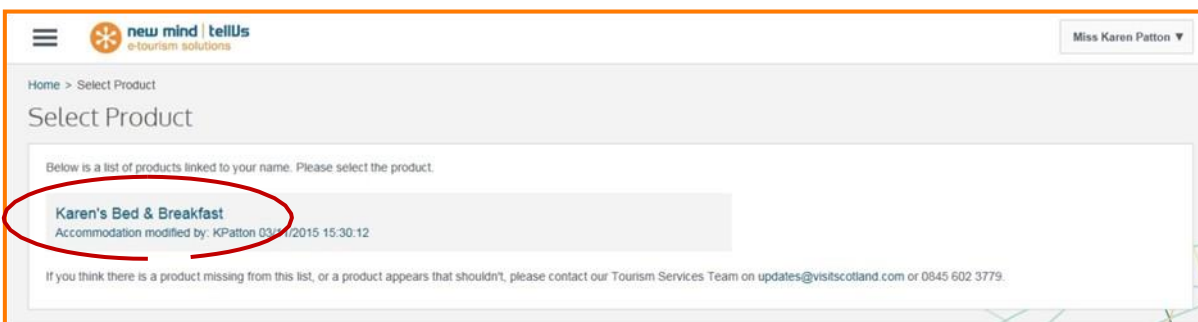 new mind | tellUs
e-tourism solutions
Miss Karen Patton ▼
Home > Select Product
Select Product
Below is a list of products linked to your name. Please select the product.
Karen's Bed & Breakfast
Accommodation modified by: KPatton 03/11/2015 15:30:12
If you think there is a product missing from this list, or a product appears that shouldn't, please contact our Tourism Services Team on updates@visitscotland.com or 0845 602 3779.